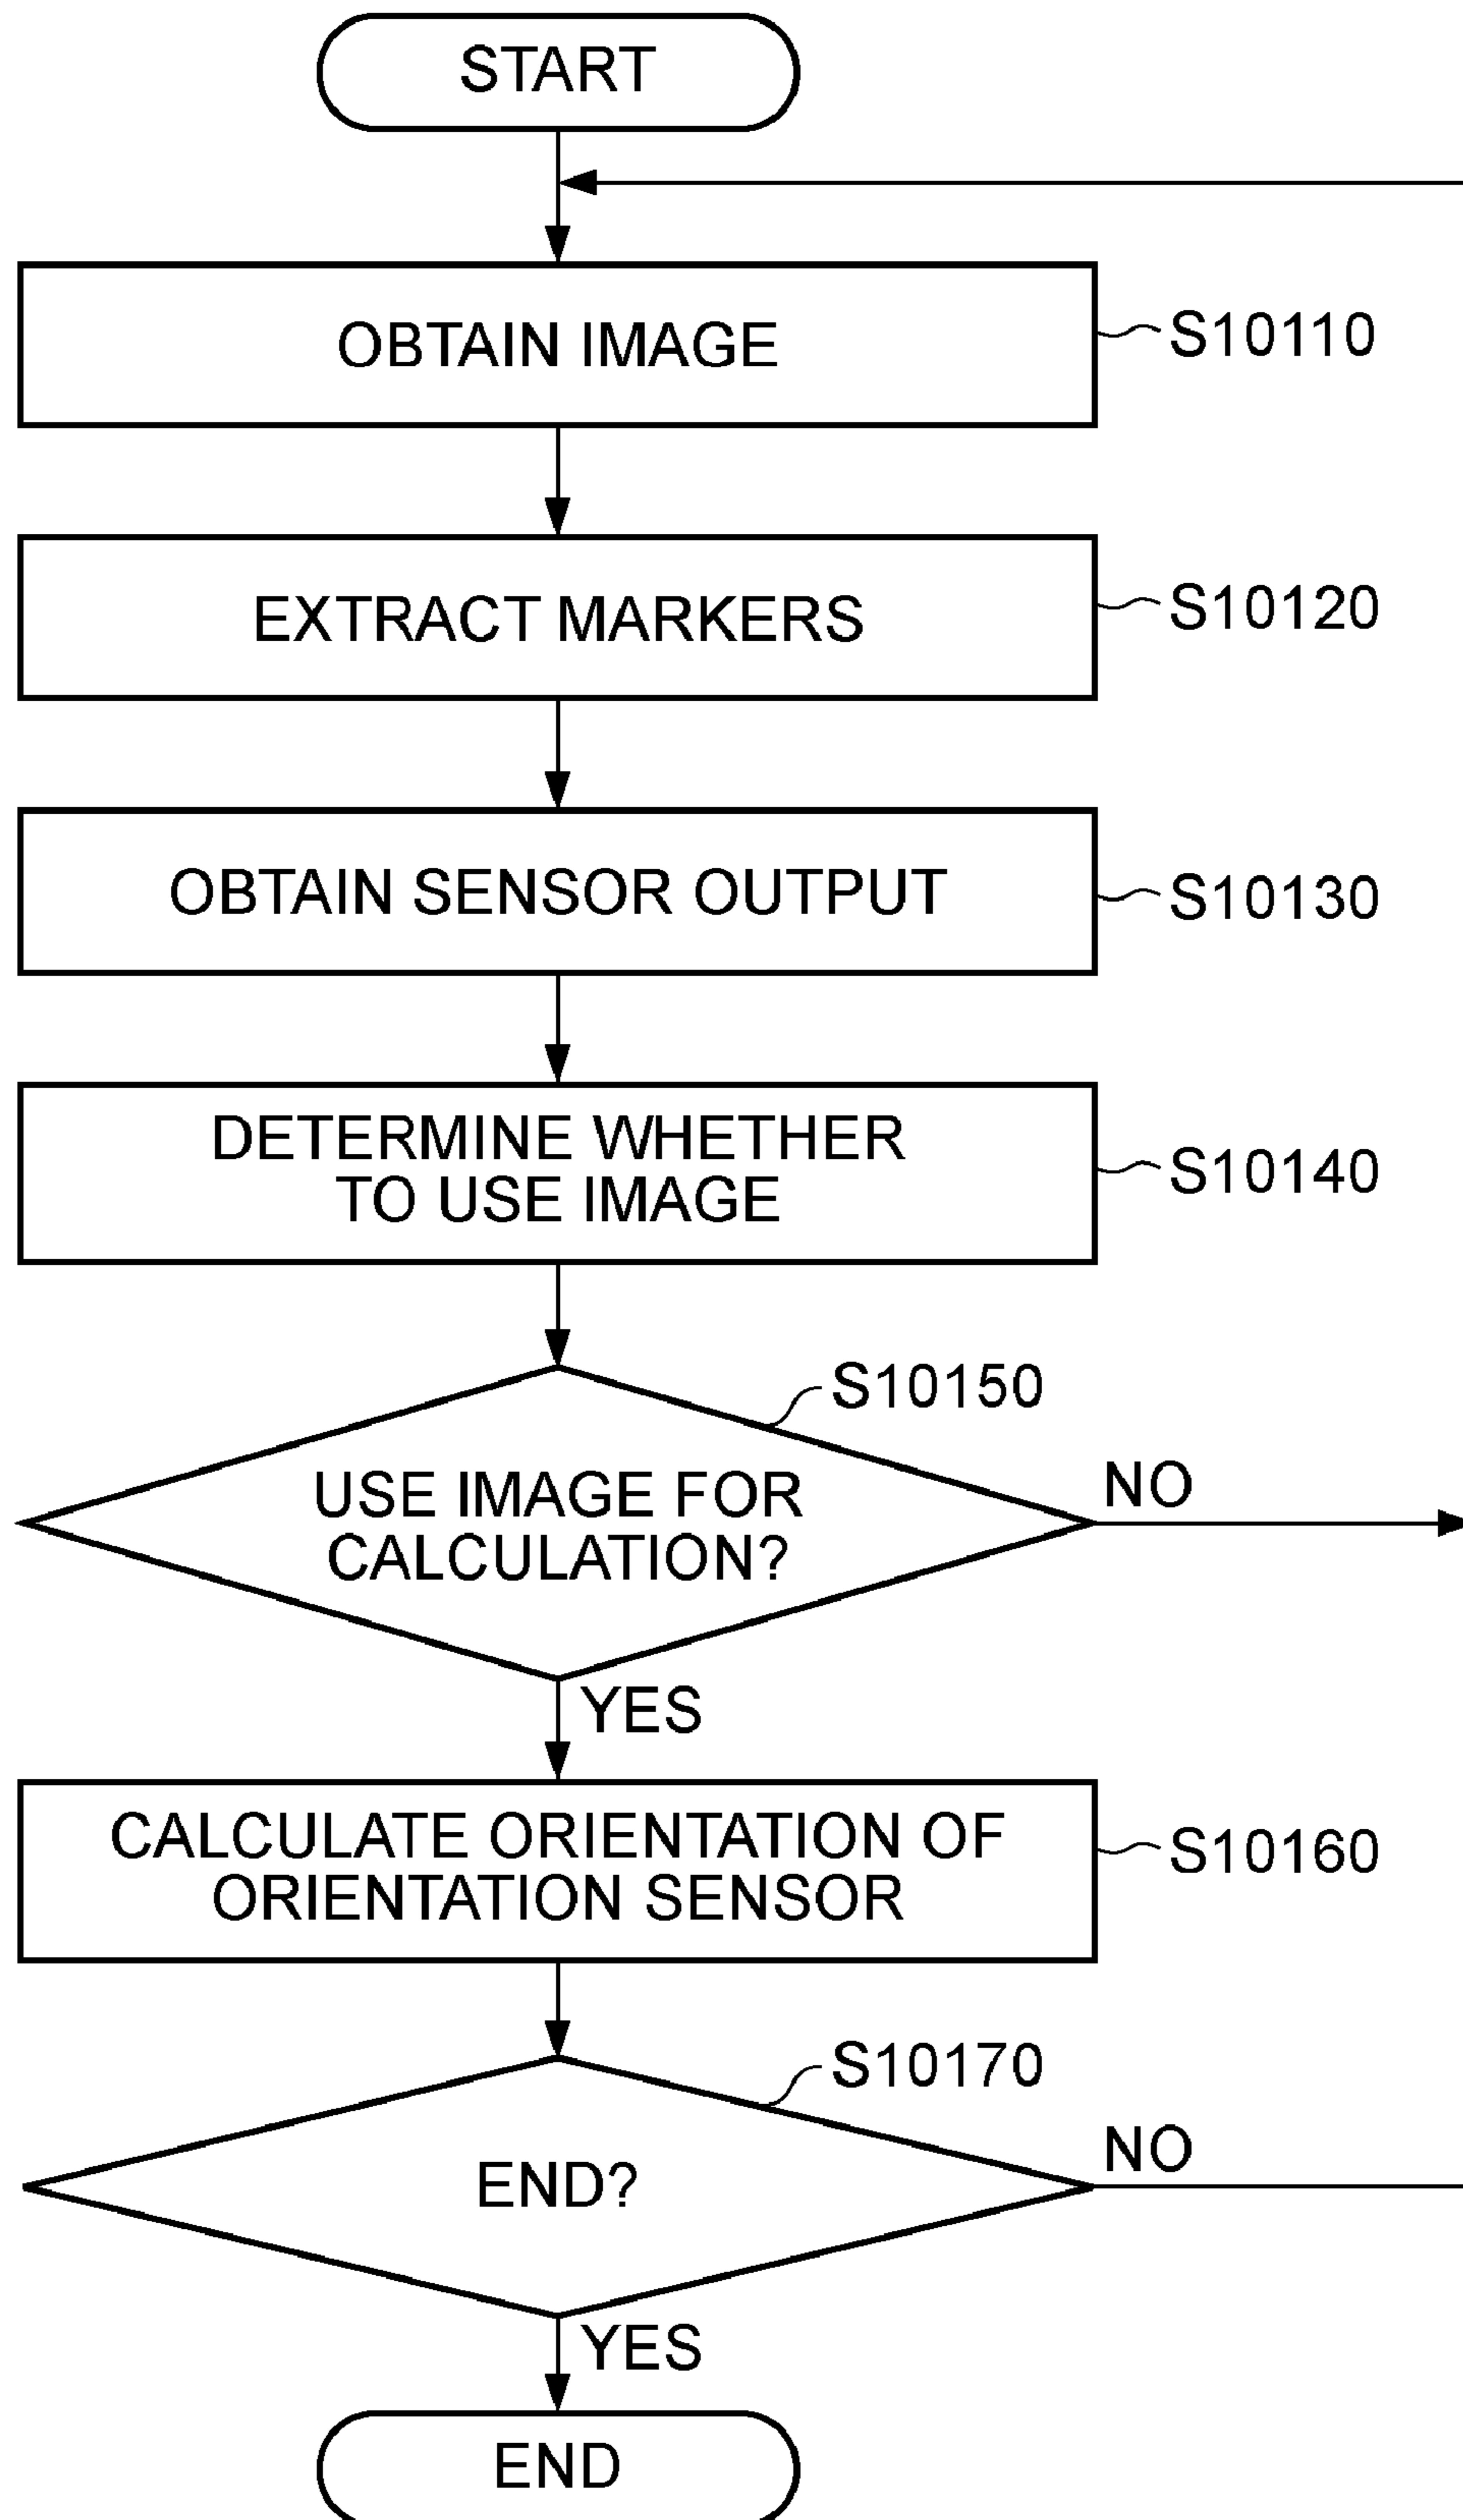 START
OBTAIN IMAGE
S10110
EXTRACT MARKERS
S10120
OBTAIN SENSOR OUTPUT
S10130
DETERMINE WHETHER
TO USE IMAGE
S10140
S10150
USE IMAGE FOR
CALCULATION?
NO
YES
CALCULATE ORIENTATION OF
ORIENTATION SENSOR
S10160
S10170
END?
NO
YES
END